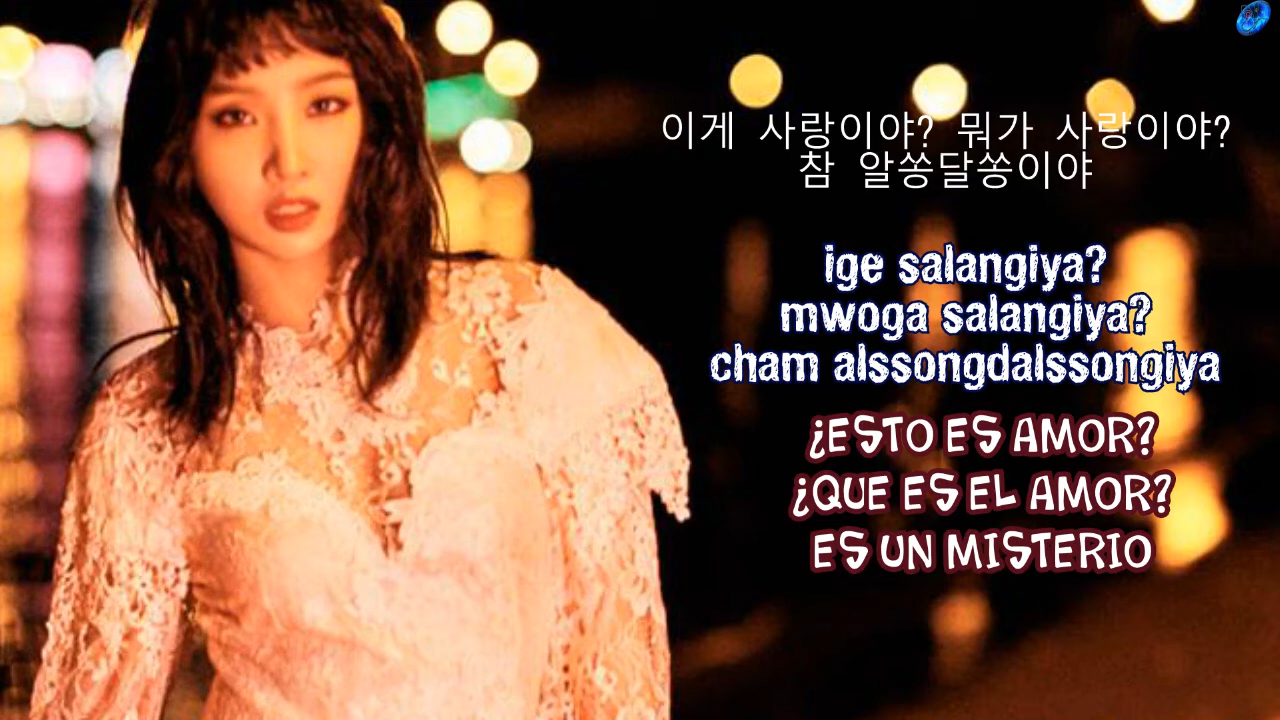 이게 사랑이야? 뭐가 사랑이야?
참 알쏭달쏭이야
ige salangiya?
mwoga salangiya?
cham alssongdalssongiya
¿ESTO ES AMOR?
¿QUE ES EL AMOR?
ES UN MISTERIO